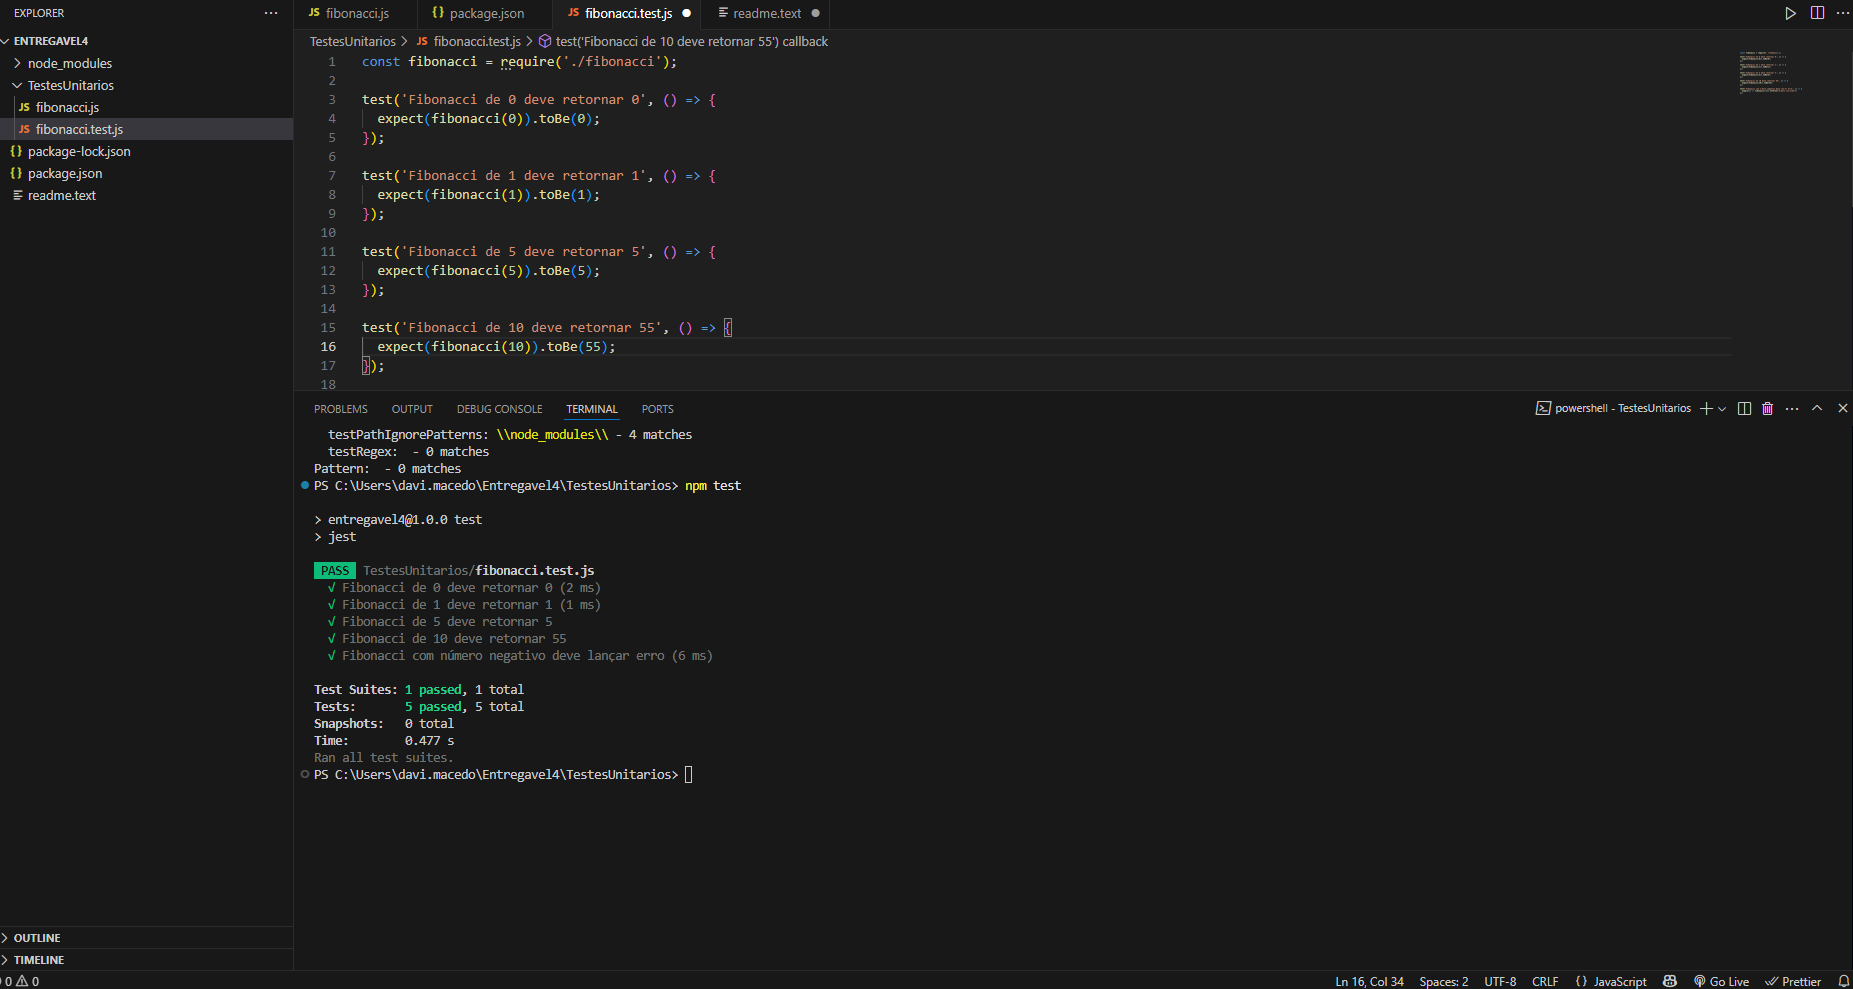 EXPLORER
ENTREGAVEL4
node_modules
TestesUnitarios
JS fibonacci.js
JS fibonacci.test.js
{} package-lock.json
{} package.json
readme.text
OUTLINE
TIMELINE
JS fibonacci.js {} package.json JS fibonacci.test.js readme.text
TestesUnitarios > JS fibonacci.test.js > test('Fibonacci de 10 deve retornar 55') callback
1 const fibonacci = require('./fibonacci');
2
3 test('Fibonacci de 0 deve retornar 0', () => {
4 expect(fibonacci(0)).toBe(0);
5 });
6
7 test('Fibonacci de 1 deve retornar 1', () => {
8 expect(fibonacci(1)).toBe(1);
9 });
10
11 test('Fibonacci de 5 deve retornar 5', () => {
12 expect(fibonacci(5)).toBe(5);
13 });
14
15 test('Fibonacci de 10 deve retornar 55', () => {
16 expect(fibonacci(10)).toBe(55);
17 });
18
PROBLEMS OUTPUT DEBUG CONSOLE TERMINAL PORTS
powershell - TestesUnitarios
testPathIgnorePatterns: \\node_modules\\ - 4 matches
testRegex:  - 0 matches
Pattern:  - 0 matches
PS C:\Users\davi.macedo\Entregavel4\TestesUnitarios> npm test
> entregavel4@1.0.0 test
> jest
PASS TestesUnitarios/fibonacci.test.js
√ Fibonacci de 0 deve retornar 0 (2 ms)
√ Fibonacci de 1 deve retornar 1 (1 ms)
√ Fibonacci de 5 deve retornar 5
√ Fibonacci de 10 deve retornar 55
√ Fibonacci com número negativo deve lançar erro (6 ms)
Test Suites: 1 passed, 1 total
Tests: 5 passed, 5 total
Snapshots: 0 total
Time: 0.477 s
Ran all test suites.
PS C:\Users\davi.macedo\Entregavel4\TestesUnitarios>
0 0
Ln 16, Col 34 Spaces: 2 UTF-8 CRLF {} JavaScript Go Live Prettier